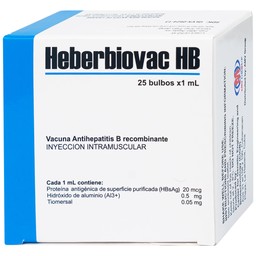 Heberbiovac HB
25 bulbos x1 mL
Vacuna Antihepatitis B recombinante
INYECCION INTRAMUSCULAR
Cada 1 mL contiene:
Proteína antigénica de superficie purificada (HBsAg) 20 mcg
Hidróxido de aluminio (Al3+) 0.5 mg
Tiomersal 0.05 mg